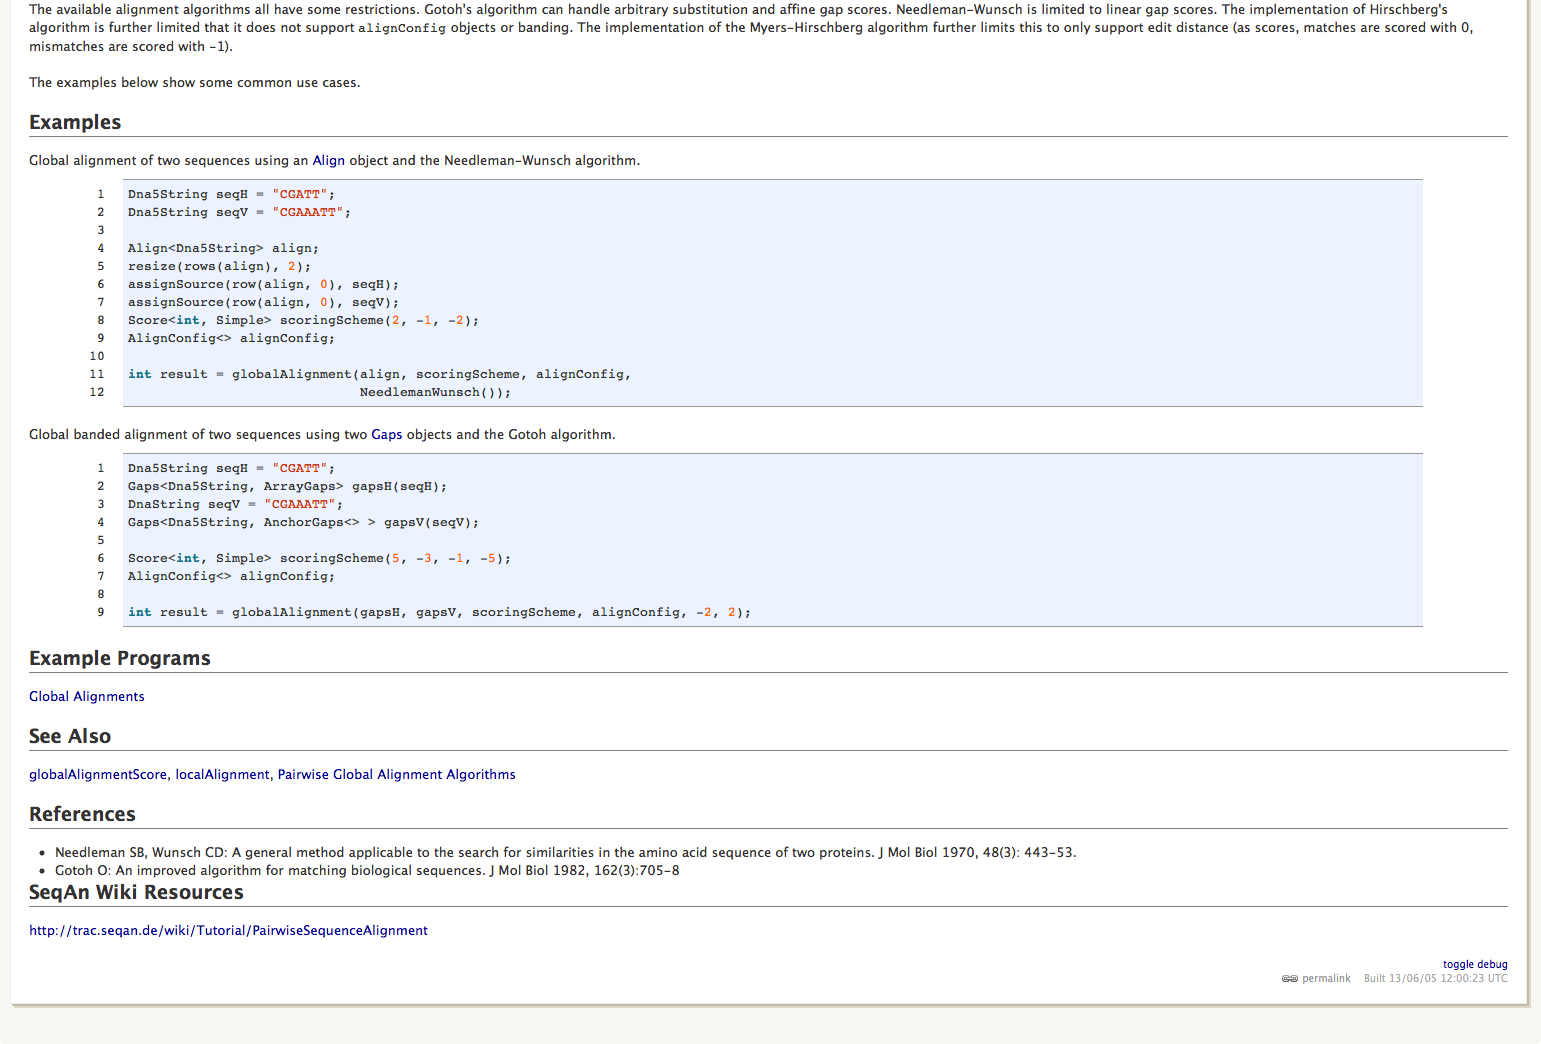 The available alignment algorithms all have some restrictions. Gotoh's algorithm can handle arbitrary substitution and affine gap scores. Needleman-Wunsch is limited to linear gap scores. The implementation of Hirschberg's
algorithm is further limited that it does not support alignConfig objects or banding. The implementation of the Myers-Hirschberg algorithm further limits this to only support edit distance (as scores, matches are scored with 0,
mismatches are scored with -1).
The examples below show some common use cases.
Examples
Global alignment of two sequences using an Align object and the Needleman-Wunsch algorithm.
1 Dna5String seqH = "CGATT";
2 Dna5String seqV = "CGAAATT";
3
4 Align<Dna5String> align;
5 resize(rows(align), 2);
6 assignSource(row(align, 0), seqH);
7 assignSource(row(align, 0), seqV);
8 Score<int, Simple> scoringScheme(2, -1, -2);
9 AlignConfig<> alignConfig;
10
11 int result = globalAlignment(align, scoringScheme, alignConfig,
12 NeedlemanWunsch());
Global banded alignment of two sequences using two Gaps objects and the Gotoh algorithm.
1 Dna5String seqH = "CGATT";
2 Gaps<Dna5String, ArrayGaps> gapsH(seqH);
3 DnaString seqV = "CGAAATT";
4 Gaps<Dna5String, AnchorGaps<> > gapsV(seqV);
5
6 Score<int, Simple> scoringScheme(5, -3, -1, -5);
7 AlignConfig<> alignConfig;
8
9 int result = globalAlignment(gapsH, gapsV, scoringScheme, alignConfig, -2, 2);
Example Programs
Global Alignments
See Also
globalAlignmentScore, localAlignment, Pairwise Global Alignment Algorithms
References
• Needleman SB, Wunsch CD: A general method applicable to the search for similarities in the amino acid sequence of two proteins. J Mol Biol 1970, 48(3): 443-53.
• Gotoh O: An improved algorithm for matching biological sequences. J Mol Biol 1982, 162(3):705-8
SeqAn Wiki Resources
http://trac.seqan.de/wiki/Tutorial/PairwiseSequenceAlignment
toggle debug
permalink Built 13/06/05 12:00:23 UTC